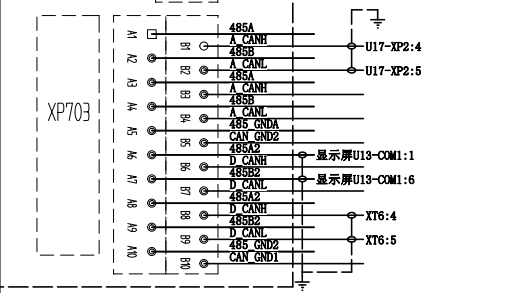 A1
485A
B1
A_CANH
U17-XP2:4
A2
485B
B2
A_CANL
U17-XP2:5
A3
485A
B3
A_CANH
XP703
A4
485B
B4
A_CANL
A5
485_GNDA
B5
CAN_GND2
A6
485A2
显示屏U13-COM1:1
B6
D_CANH
A7
485B2
显示屏U13-COM1:6
B7
D_CANL
A8
485A2
B8
D_CANH
XT6:4
A9
485B2
B9
D_CANL
XT6:5
A10
485_GND2
B10
CAN_GND1